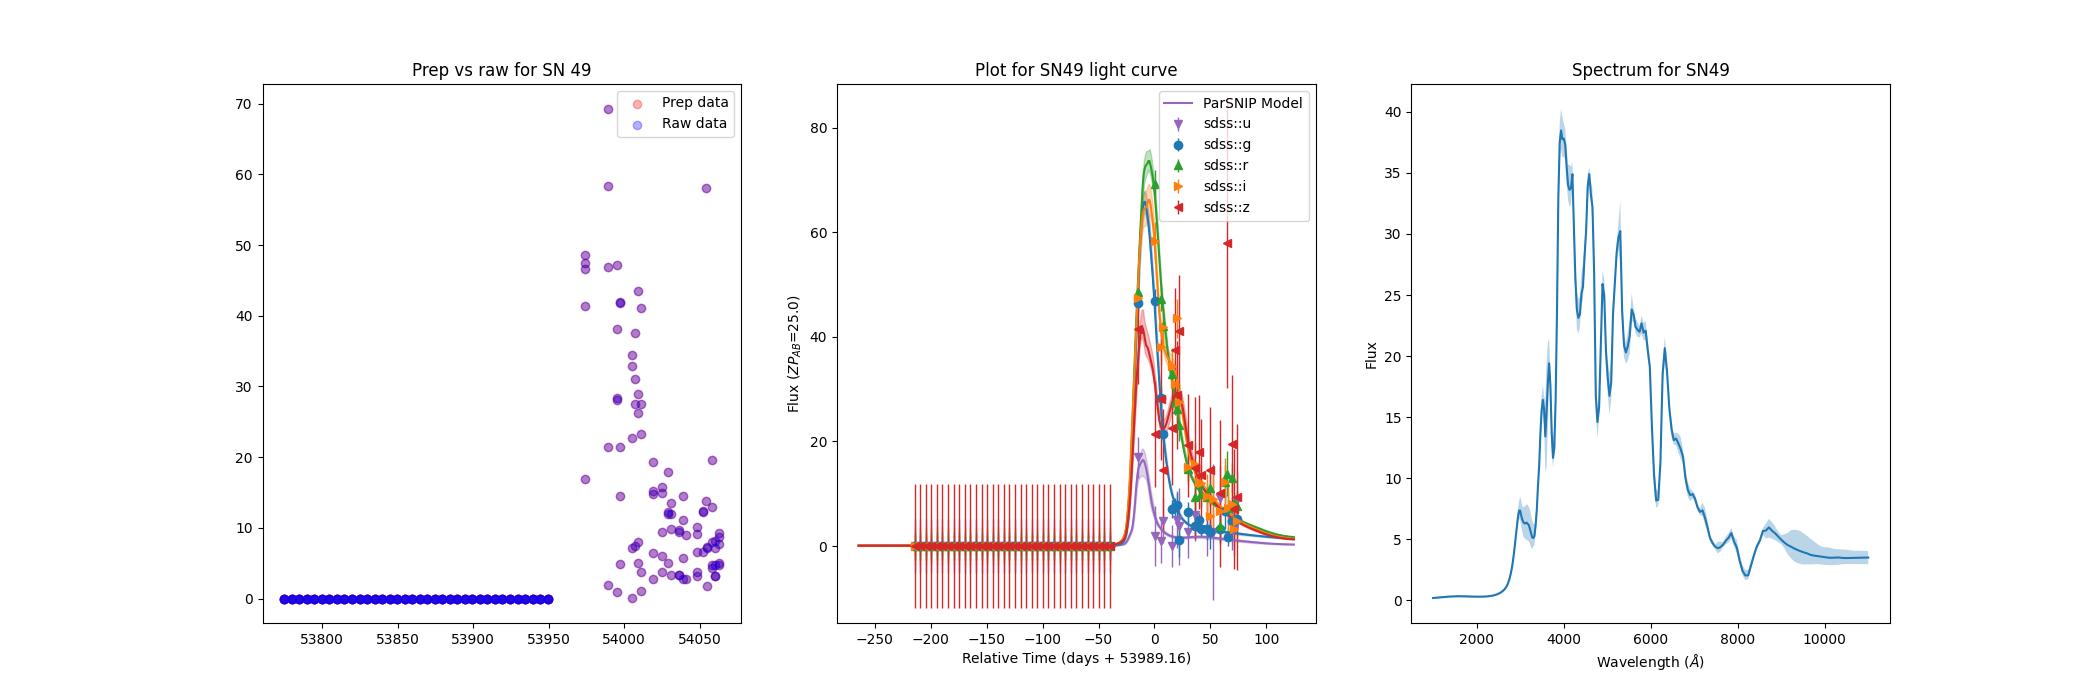 Prep vs raw for SN 49
Prep data
Raw data
70
60
50
40
30
20
10
0
53800
53850
53900
53950
54000
54050
Plot for SN49 light curve
ParSNIP Model
sdss::u
sdss::g
sdss::r
sdss::i
sdss::z
Flux (ZP_AB=25.0)
80
60
40
20
0
−250
−200
−150
−100
−50
0
50
100
Relative Time (days + 53989.16)
Spectrum for SN49
Flux
40
35
30
25
20
15
10
5
0
2000
4000
6000
8000
10000
Wavelength (Å)